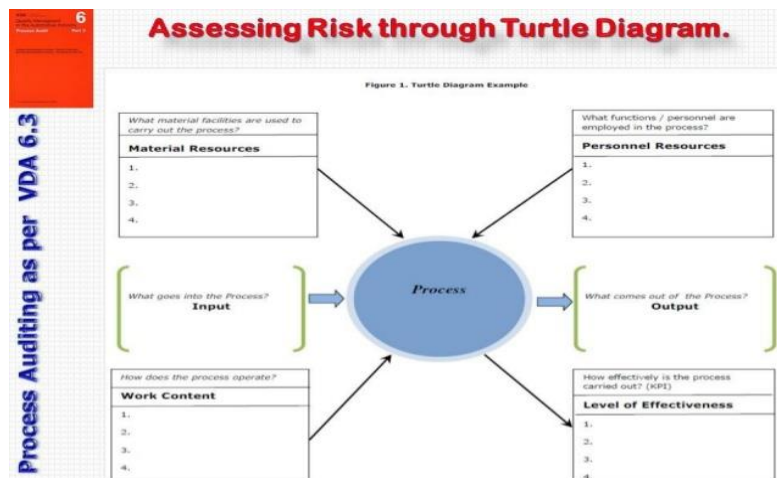 6
Process Audit Part 3
Assessing Risk through Turtle Diagram.
Process Auditing as per VDA 6.3
Figure 1. Turtle Diagram Example
What material facilities are used to
carry out the process?
Material Resources
1.
2.
3.
4.
What functions / personnel are
employed in the process?
Personnel Resources
1.
2.
3.
4.
What goes into the Process?
Input
Process
What comes out of the Process?
Output
How does the process operate?
Work Content
1.
2.
3.
4.
How effectively is the process
carried out? (KPI)
Level of Effectiveness
1.
2.
3.
4